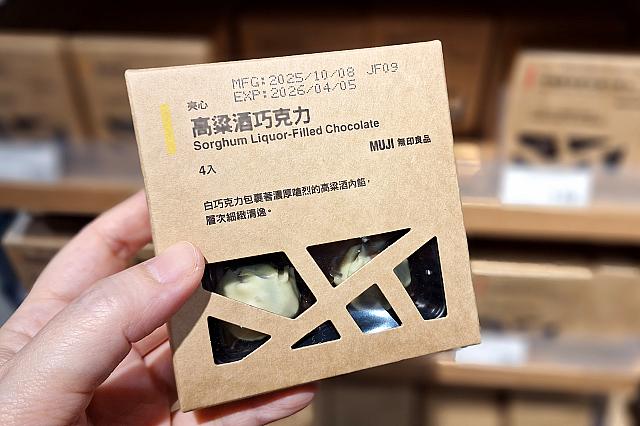 MFG:2025/10/08 JF09
EXP:2026/04/05
夾心
高粱酒巧克力
Sorghum Liquor-Filled Chocolate
MUJI 無印良品
4入
白巧克力包裹著濃厚嗆烈的高粱酒內餡，
層次細緻清逸。